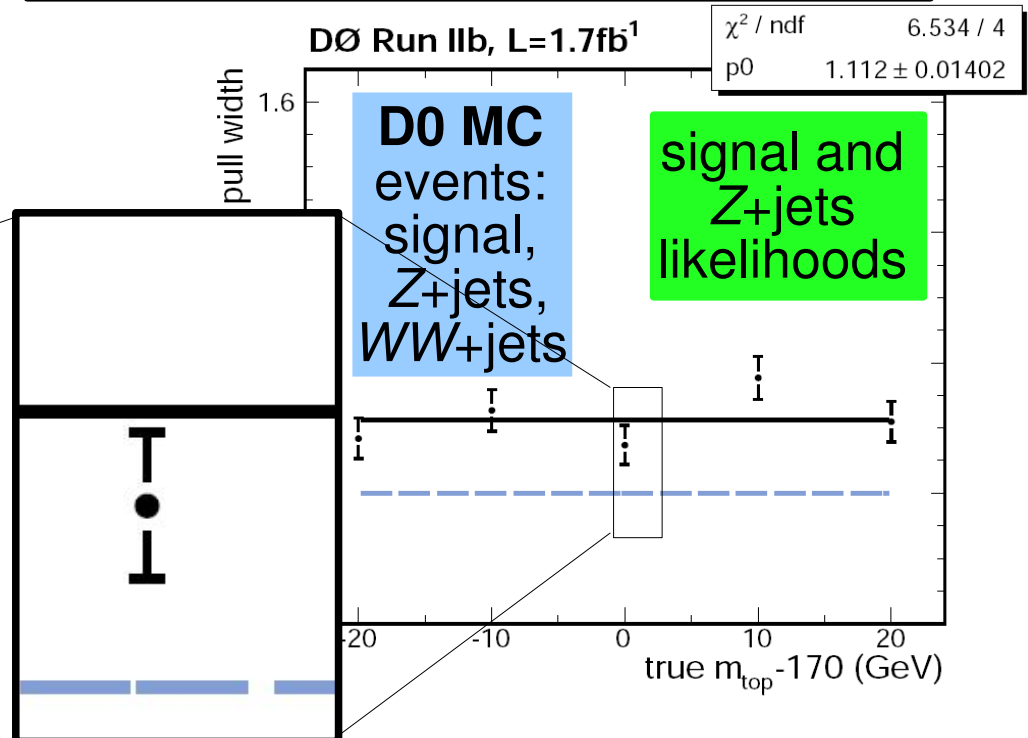 DØ Run IIb, L=1.7fb⁻¹
χ² / ndf 6.534 / 4
p0 1.112 ± 0.01402
pull width
1.6
D0 MC
events:
signal,
Z+jets,
WW+jets
signal and
Z+jets
likelihoods
-20 -10 0 10 20
true m_top-170 (GeV)